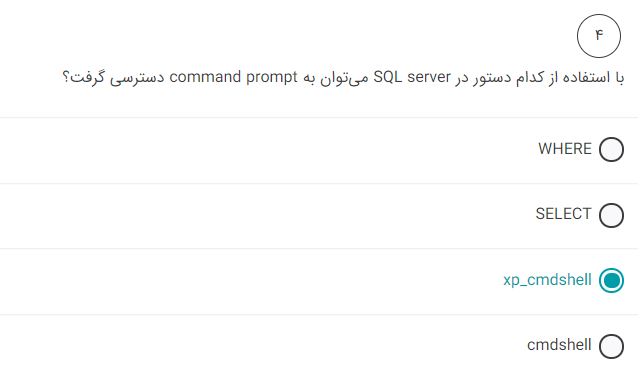 ۴
با استفاده از کدام دستور در SQL server می‌توان به command prompt دسترسی گرفت؟
WHERE
SELECT
xp_cmdshell
cmdshell